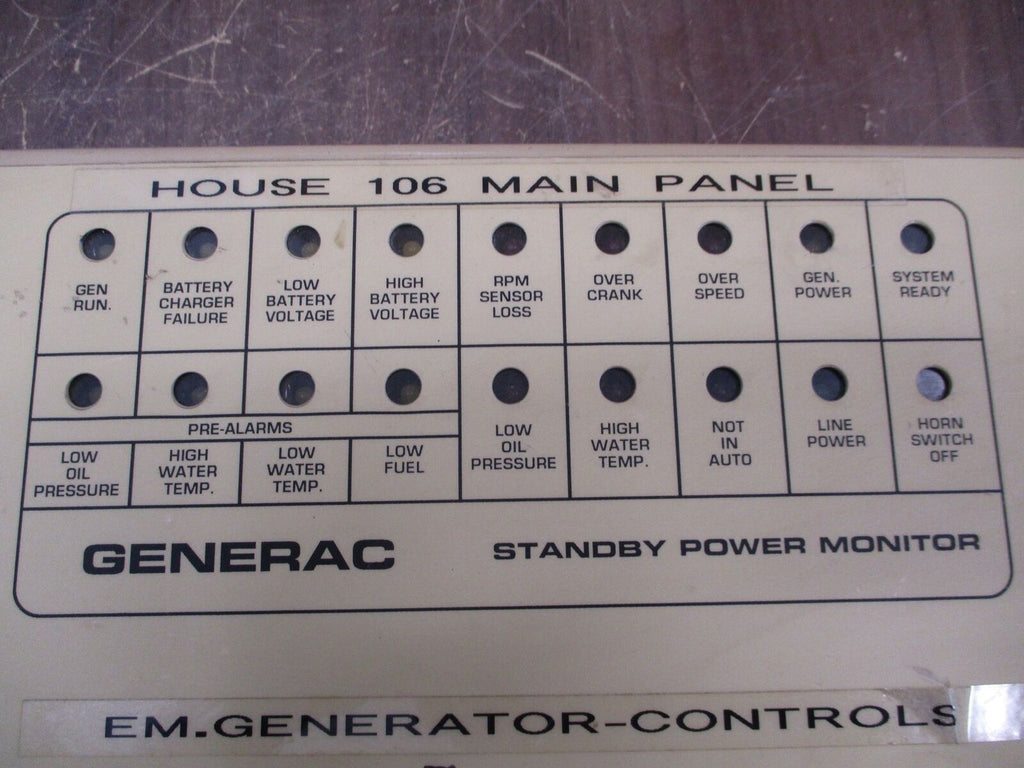 HOUSE 106 MAIN PANEL
GEN
RUN.
BATTERY
CHARGER
FAILURE
LOW
BATTERY
VOLTAGE
HIGH
BATTERY
VOLTAGE
RPM
SENSOR
LOSS
OVER
CRANK
OVER
SPEED
GEN.
POWER
SYSTEM
READY
PRE-ALARMS
LOW
OIL
PRESSURE
HIGH
WATER
TEMP.
LOW
WATER
TEMP.
LOW
FUEL
LOW
OIL
PRESSURE
HIGH
WATER
TEMP.
NOT
IN
AUTO
LINE
POWER
HORN
SWITCH
OFF
GENERAC
STANDBY POWER MONITOR
EM.GENERATOR-CONTROLS